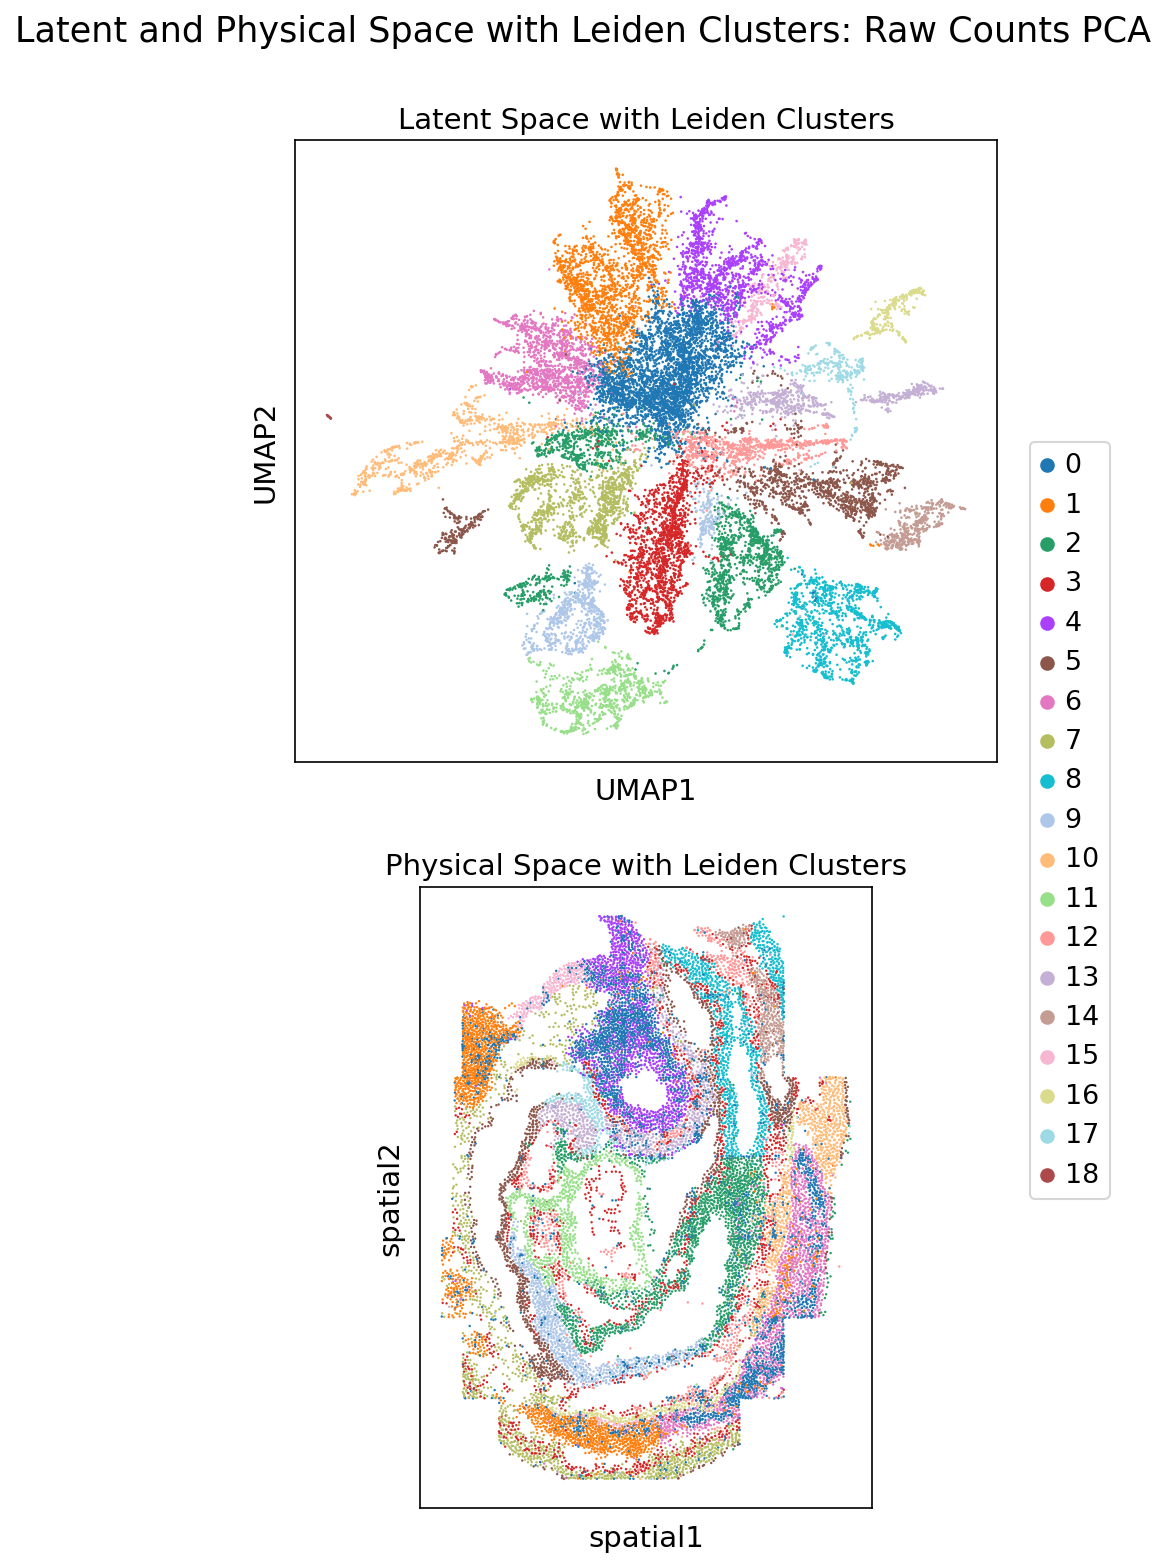 Latent and Physical Space with Leiden Clusters: Raw Counts PCA
Latent Space with Leiden Clusters
UMAP2
UMAP1
0
1
2
3
4
5
6
7
8
9
10
11
12
13
14
15
16
17
18
Physical Space with Leiden Clusters
spatial2
spatial1